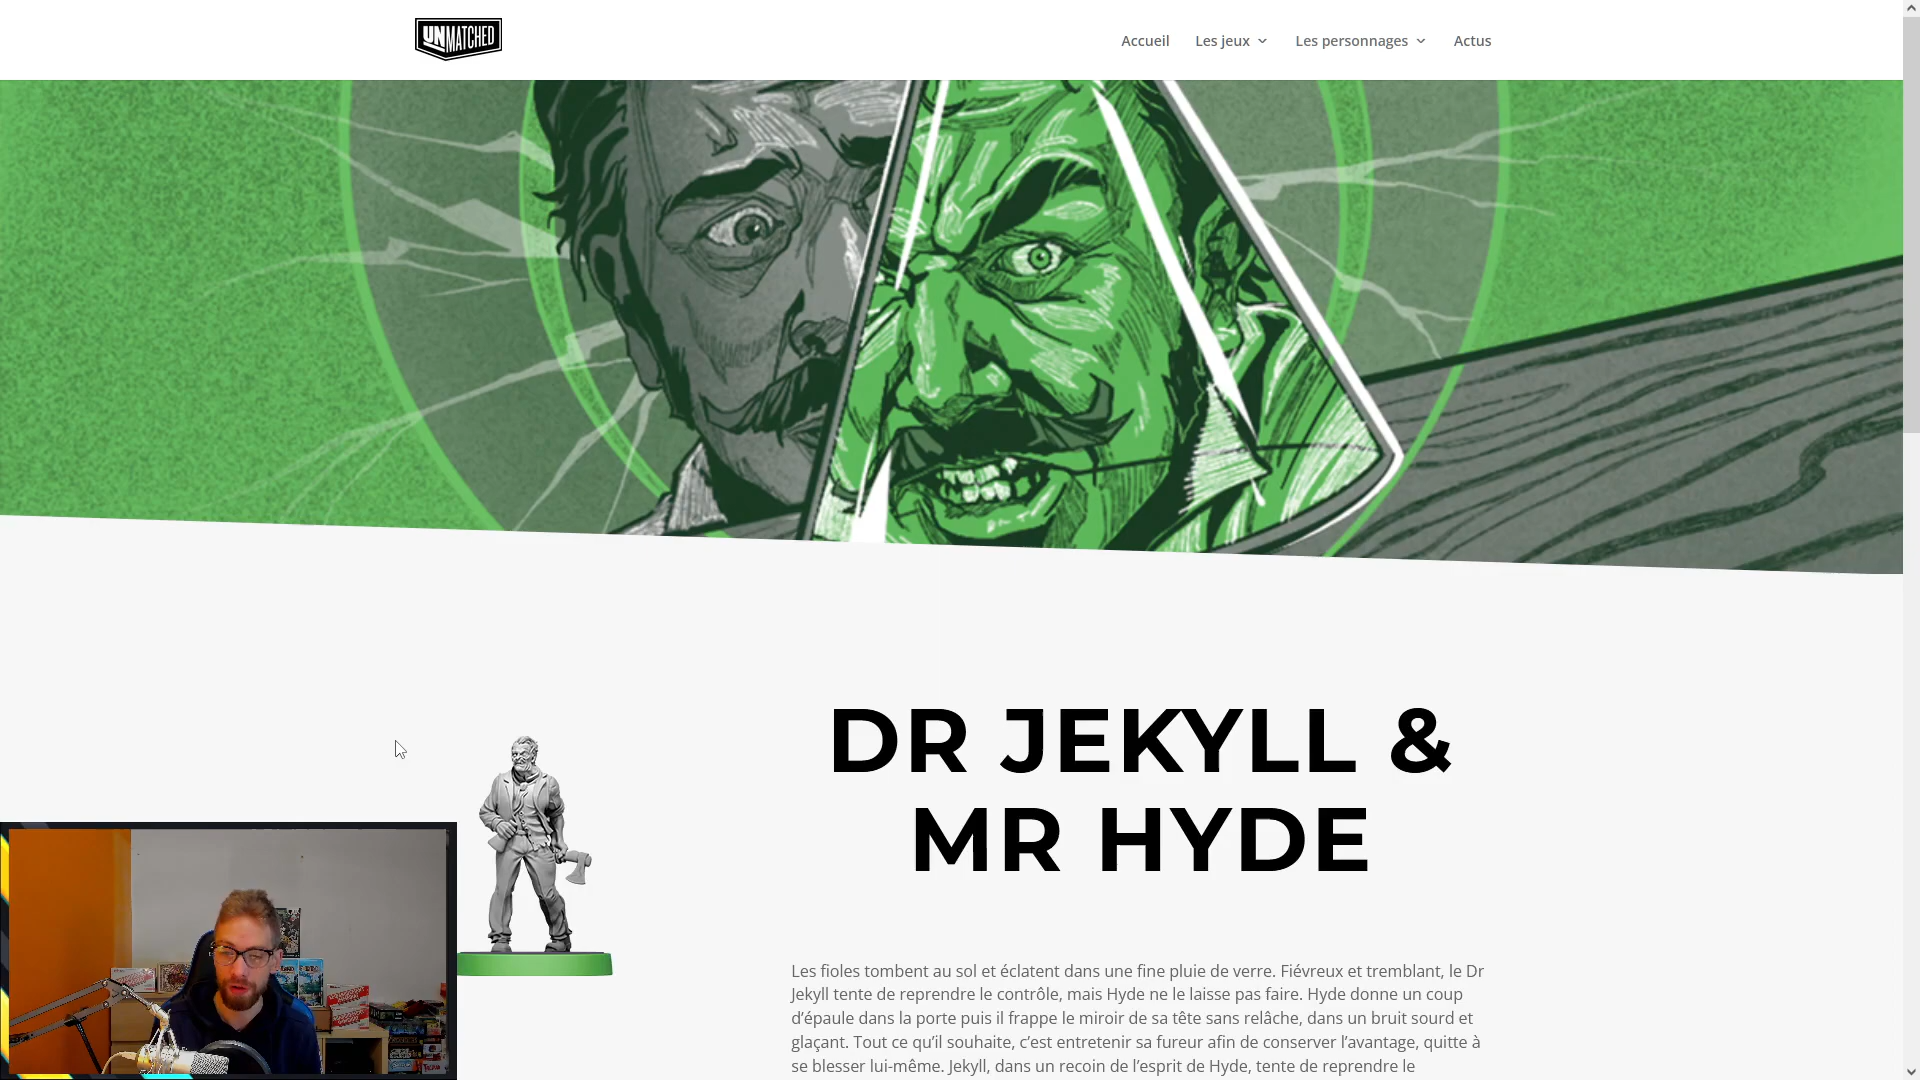 UNMATCHED
Accueil Les jeux Les personnages Actus
DR JEKYLL &
MR HYDE
Les fioles tombent au sol et éclatent dans une fine pluie de verre. Fiévreux et tremblant, le Dr
Jekyll tente de reprendre le contrôle, mais Hyde ne le laisse pas faire. Hyde donne un coup
d’épaule dans la porte puis il frappe le miroir de sa tête sans relâche, dans un bruit sourd et
glaçant. Tout ce qu’il souhaite, c’est entretenir sa fureur afin de conserver l’avantage, quitte à
se blesser lui-même. Jekyll, dans un recoin de l’esprit de Hyde, tente de reprendre le